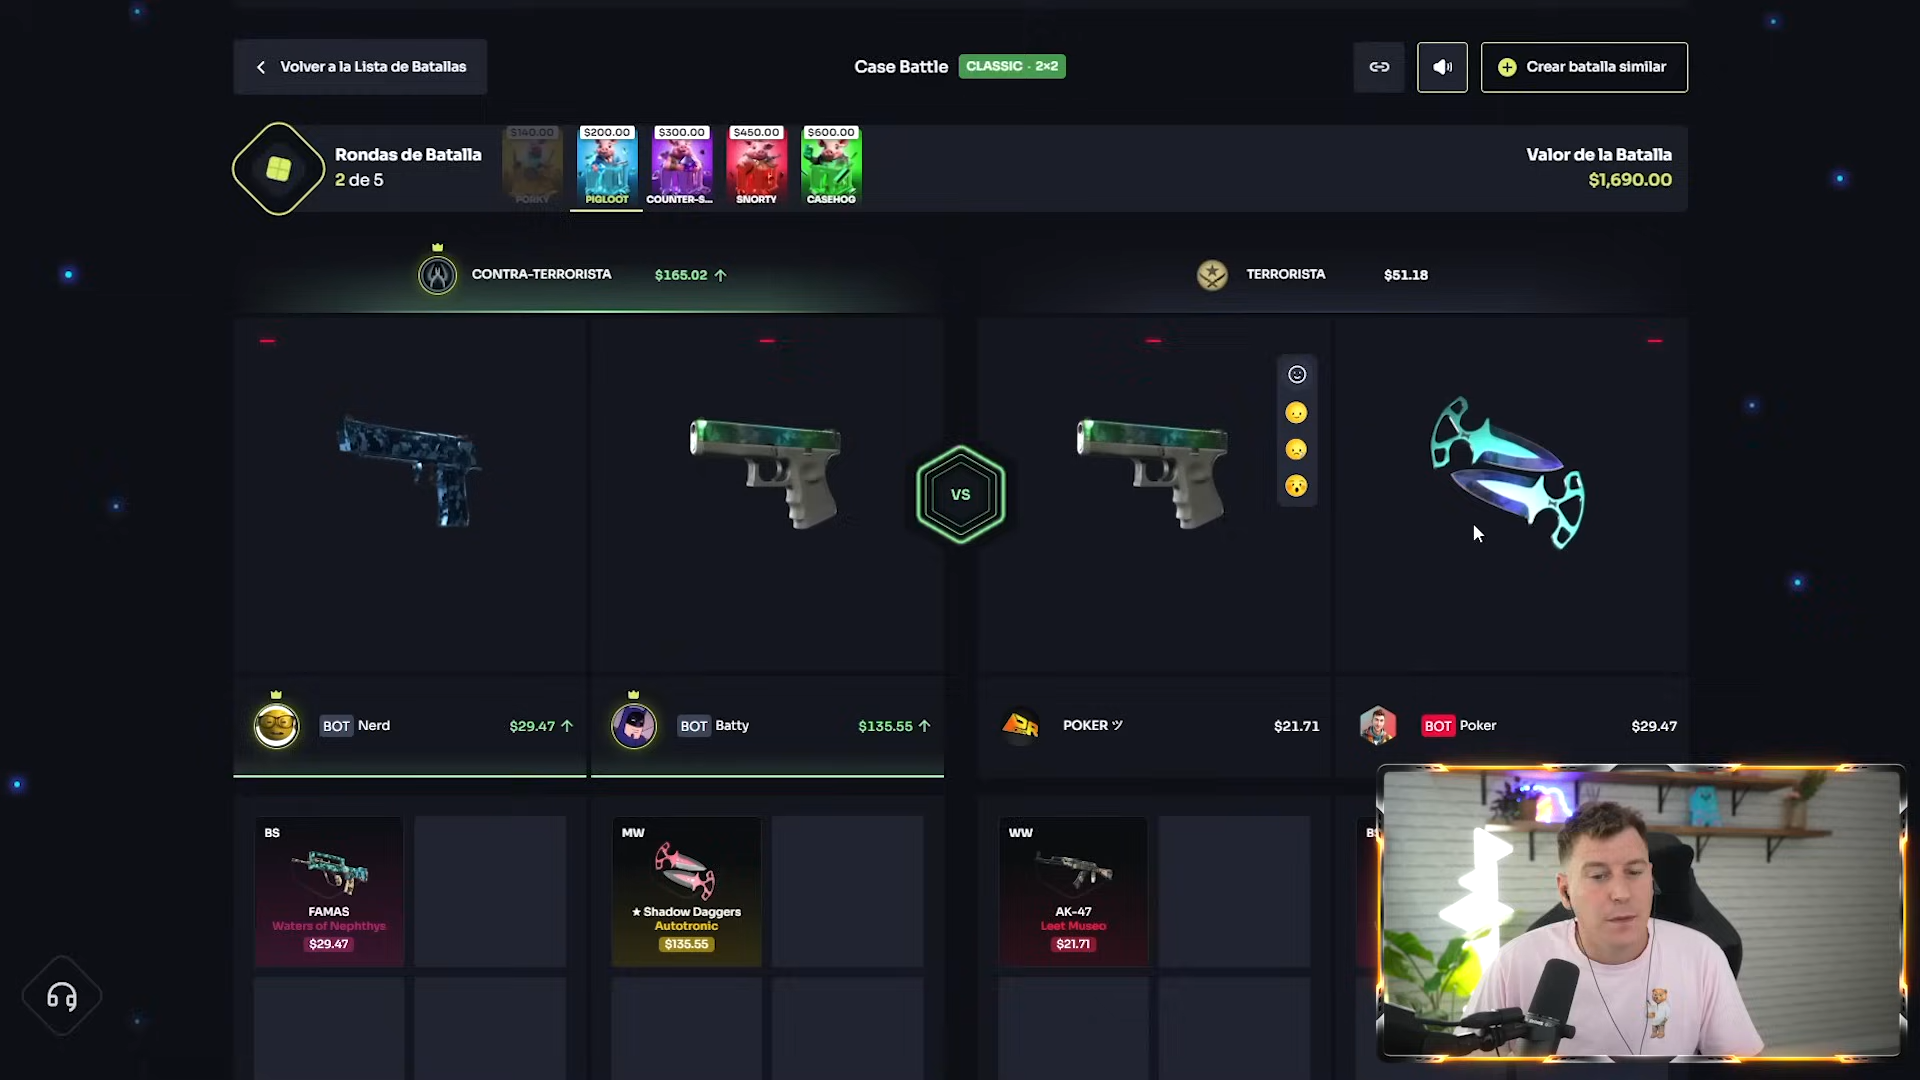 Volver a la Lista de Batallas
Case Battle
CLASSIC · 2×2
Crear batalla similar
Rondas de Batalla
2 de 5
$140.00
PORKY
$200.00
PIGLOOT
$300.00
COUNTER-S...
$450.00
SNORTY
$600.00
CASEHOG
Valor de la Batalla
$1,690.00
CONTRA-TERRORISTA
$165.02
TERRORISTA
$51.18
VS
BOT Nerd
$29.47
BOT Batty
$135.55
POKER ツ
$21.71
BOT Poker
$29.47
BS
FAMAS
Waters of Nephthys
$29.47
MW
★ Shadow Daggers
Autotronic
$135.55
WW
AK-47
Leet Museo
$21.71